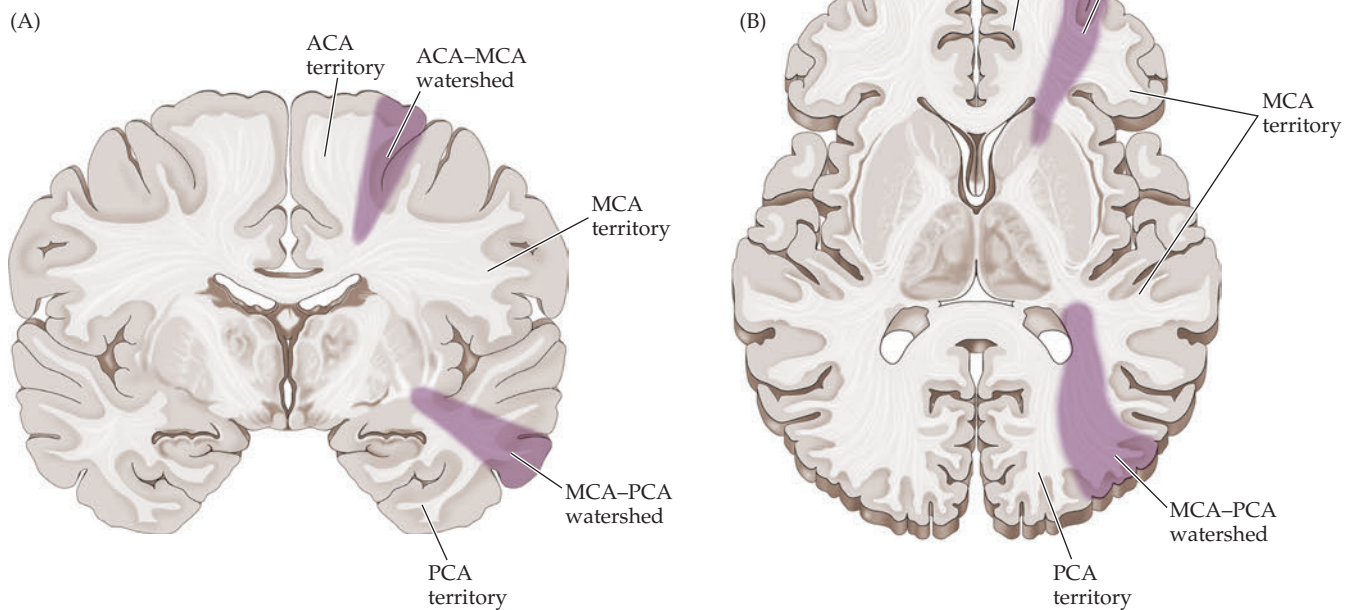 (A)
ACA
territory
ACA–MCA
watershed
MCA
territory
MCA–PCA
watershed
PCA
territory
(B)
MCA
territory
MCA–PCA
watershed
PCA
territory